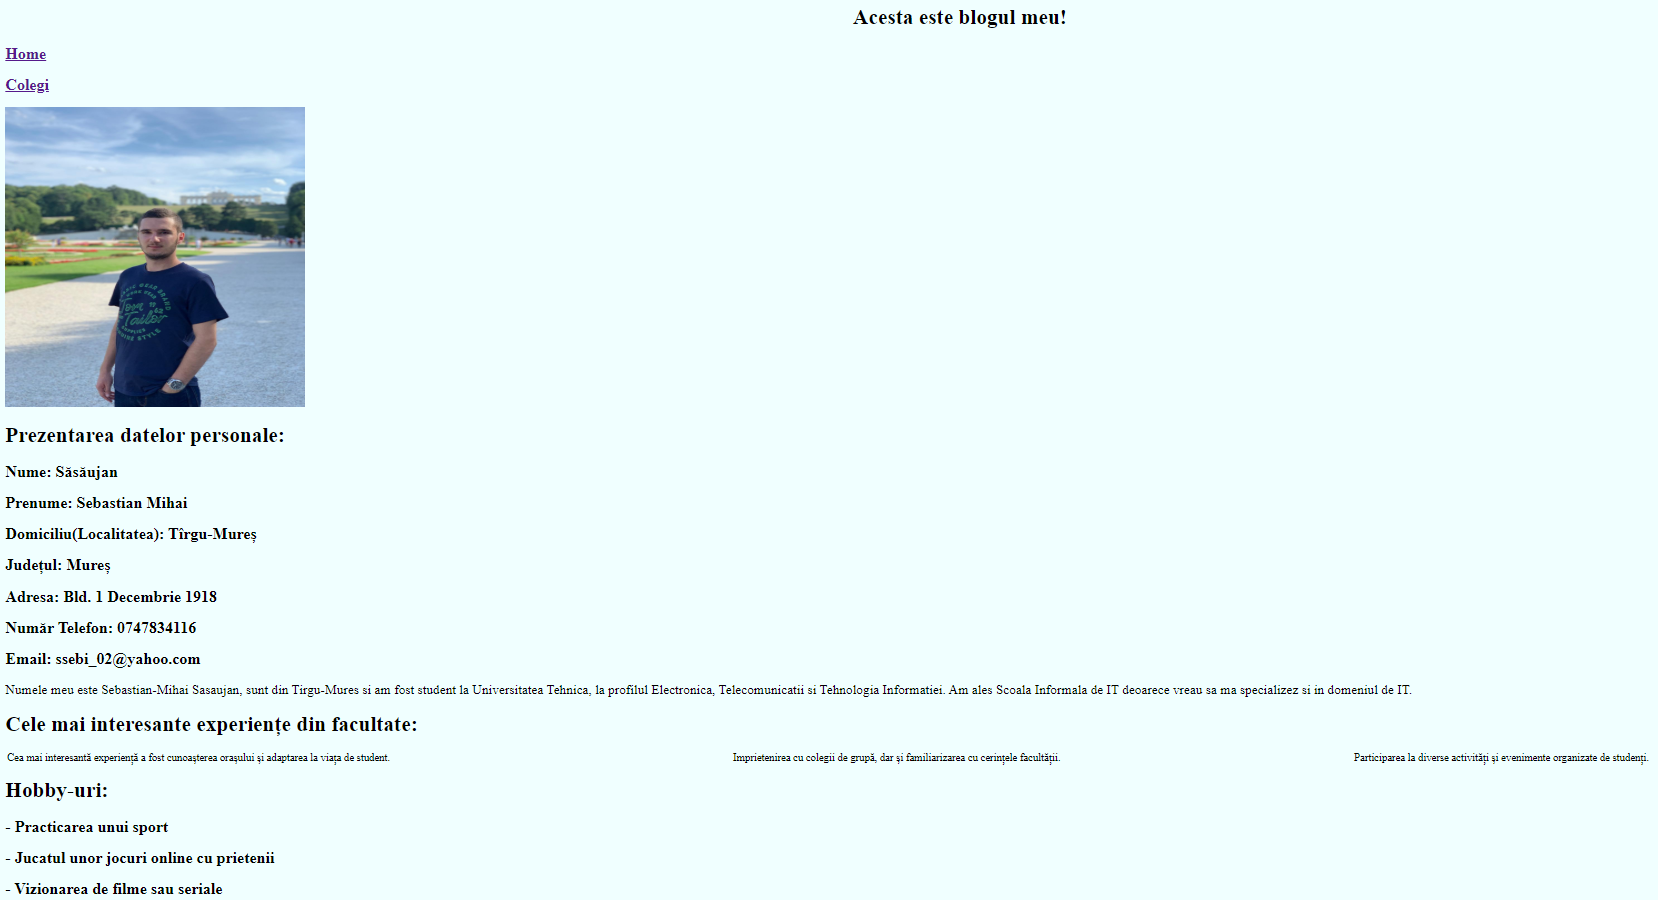 Acesta este blogul meu!
Home
Colegi
Tom
Tailor
Prezentarea datelor personale:
Nume: Săsăujan
Prenume: Sebastian Mihai
Domiciliu(Localitatea): Tîrgu-Mureș
Județul: Mureș
Adresa: Bld. 1 Decembrie 1918
Număr Telefon: 0747834116
Email: ssebi_02@yahoo.com
Numele meu este Sebastian-Mihai Sasaujan, sunt din Tirgu-Mures si am fost student la Universitatea Tehnica, la profilul Electronica, Telecomunicatii si Tehnologia Informatiei. Am ales Scoala Informala de IT deoarece vreau sa ma specializez si in domeniul de IT.
Cele mai interesante experiențe din facultate:
Cea mai interesantă experiență a fost cunoașterea orașului și adaptarea la viața de student. Imprietenirea cu colegii de grupă, dar și familiarizarea cu cerințele facultății. Participarea la diverse activități și evenimente organizate de studenți.
Hobby-uri:
- Practicarea unui sport
- Jucatul unor jocuri online cu prietenii
- Vizionarea de filme sau seriale